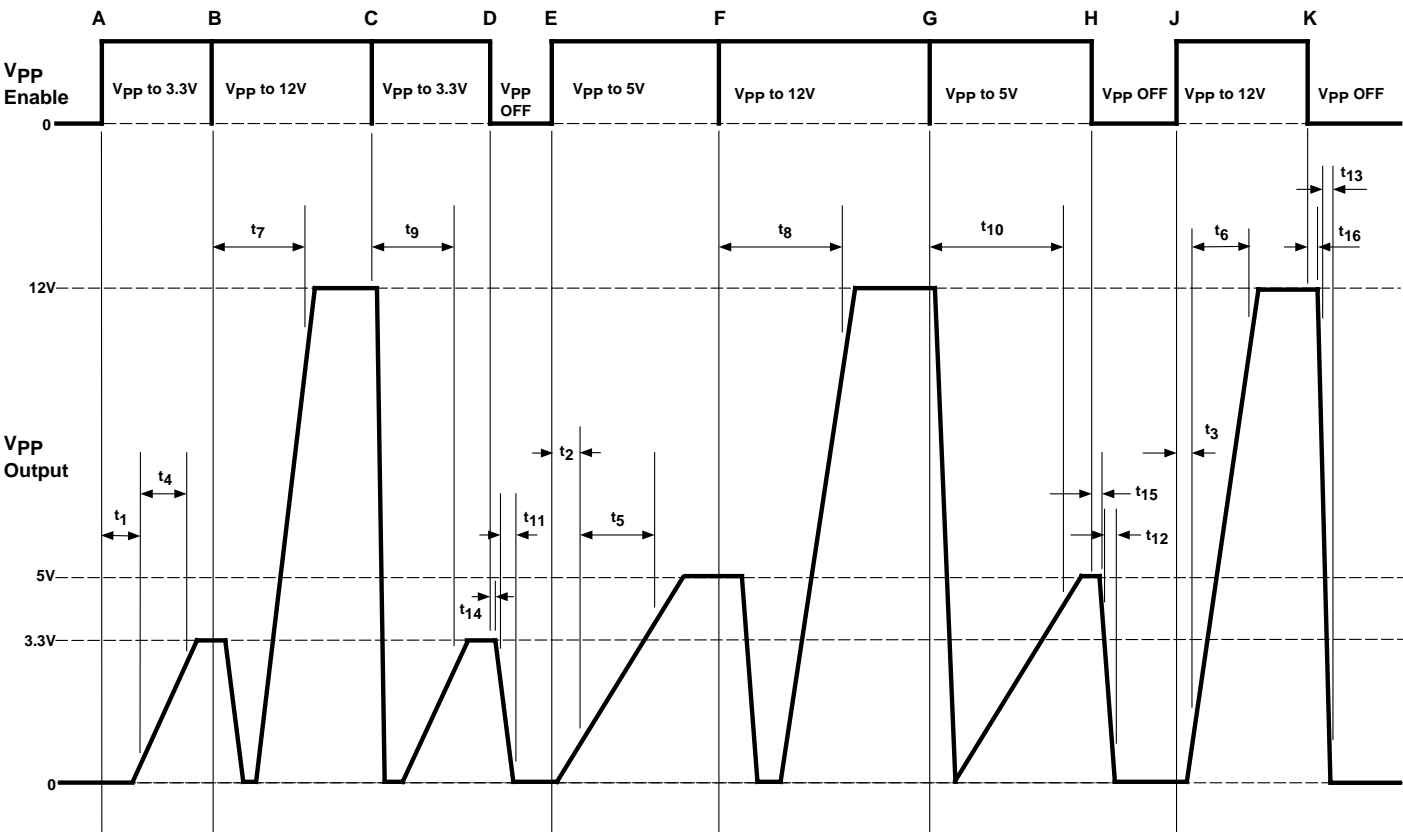 A B C D E F G H J K
VPP
Enable
VPP to 3.3V
VPP to 12V
VPP to 3.3V
VPP
OFF
VPP to 5V
VPP to 12V
VPP to 5V
VPP OFF
VPP to 12V
VPP OFF
0
t13
t7
t9
t8
t10
t6
t16
12V
VPP
Output
t4
t1
t11
t2
t5
t3
t15
t12
5V
t14
3.3V
0